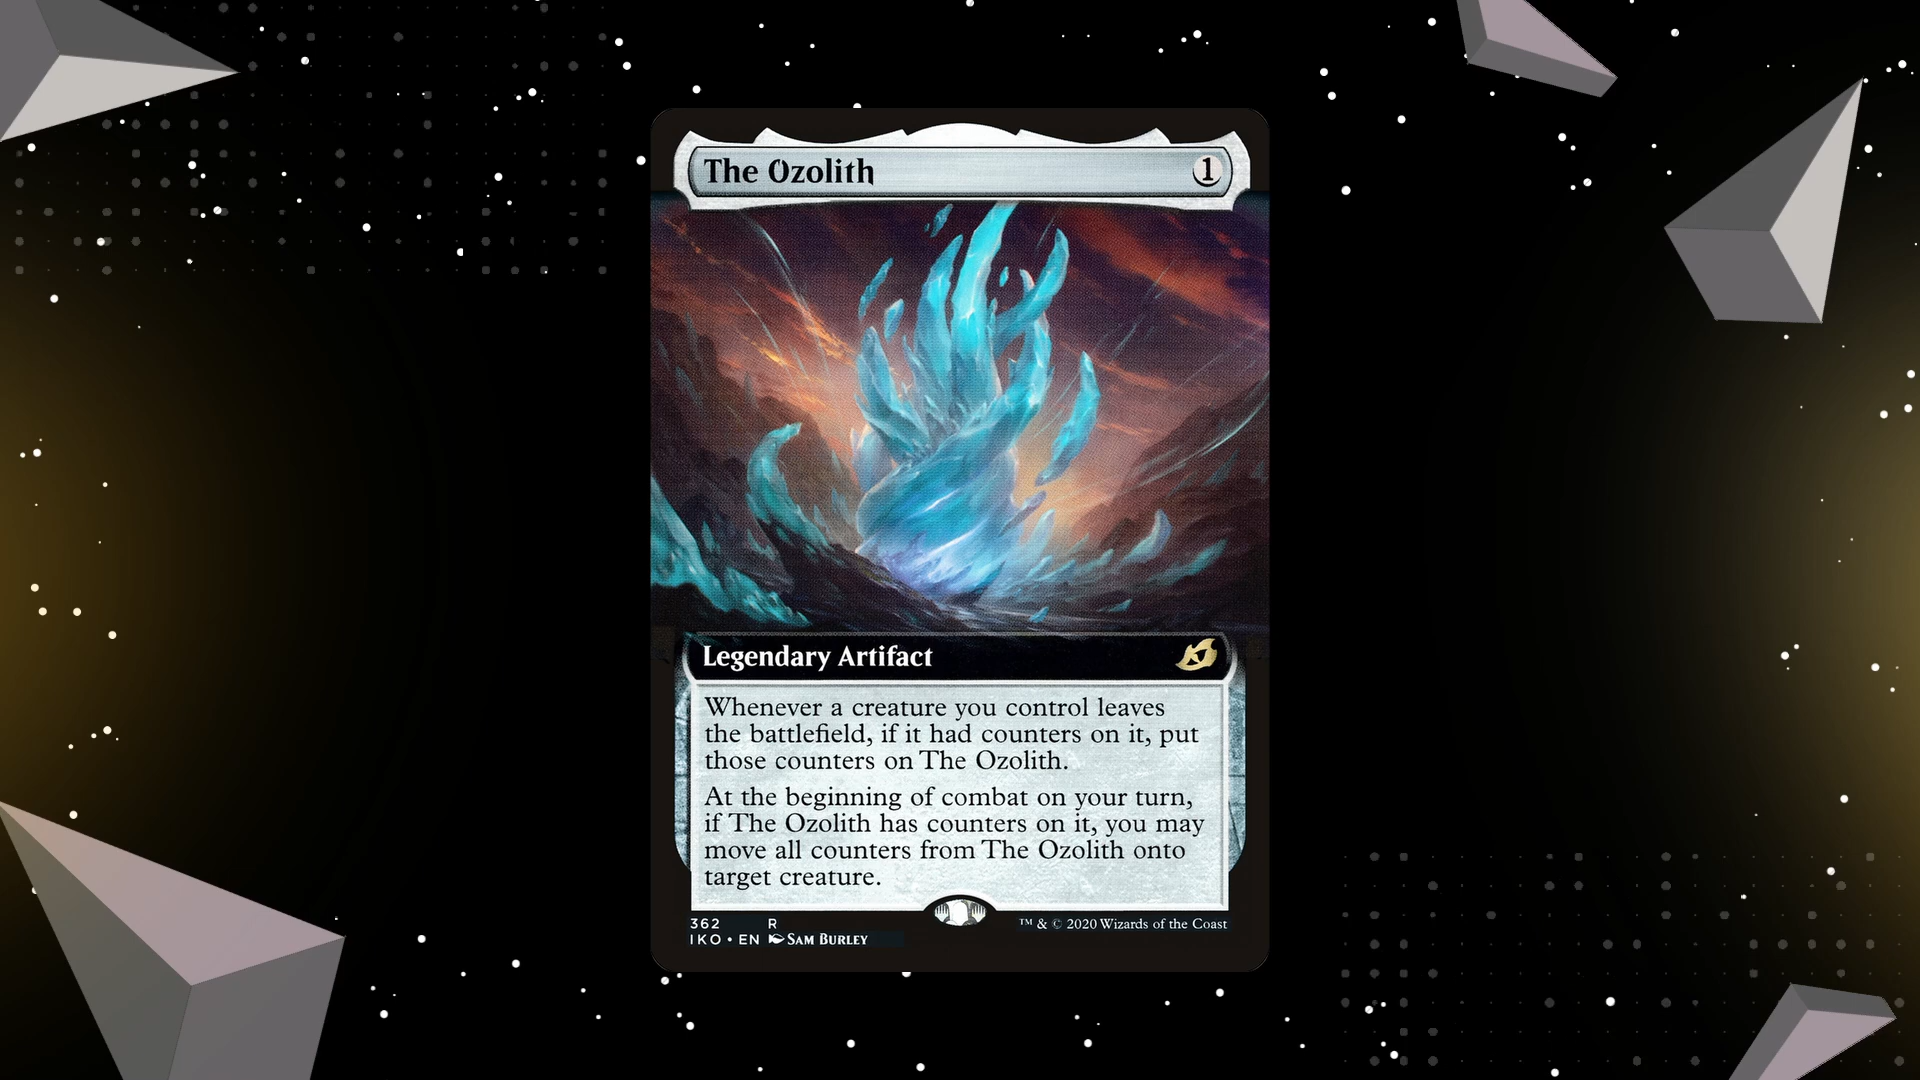 The Ozolith
1
Legendary Artifact
Whenever a creature you control leaves
the battlefield, if it had counters on it, put
those counters on The Ozolith.
At the beginning of combat on your turn,
if The Ozolith has counters on it, you may
move all counters from The Ozolith onto
target creature.
362 R
IKO • EN SAM BURLEY
™ & © 2020 Wizards of the Coast